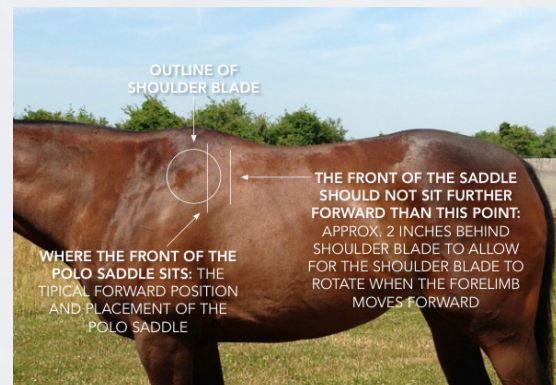 OUTLINE OF
SHOULDER BLADE
THE FRONT OF THE SADDLE
SHOULD NOT SIT FURTHER
FORWARD THAN THIS POINT:
APPROX. 2 INCHES BEHIND
SHOULDER BLADE TO ALLOW
FOR THE SHOULDER BLADE TO
ROTATE WHEN THE FORELIMB
MOVES FORWARD
WHERE THE FRONT OF THE
POLO SADDLE SITS: THE
TIPICAL FORWARD POSITION
AND PLACEMENT OF THE
POLO SADDLE